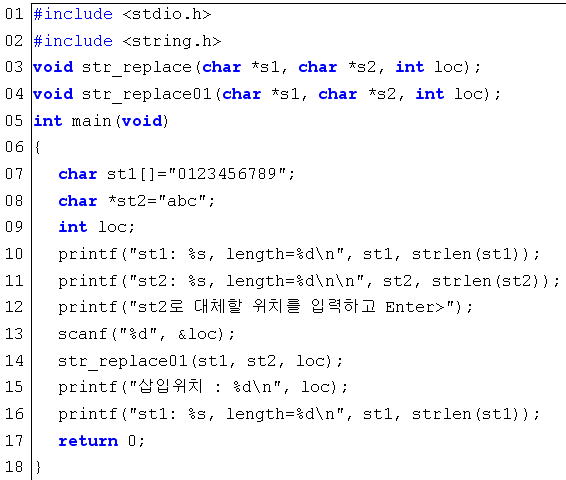 01 #include <stdio.h>
02 #include <string.h>
03 void str_replace(char *s1, char *s2, int loc);
04 void str_replace01(char *s1, char *s2, int loc);
05 int main(void)
06 {
07 char st1[]="0123456789";
08 char *st2="abc";
09 int loc;
10 printf("st1: %s, length=%d\n", st1, strlen(st1));
11 printf("st2: %s, length=%d\n\n", st2, strlen(st2));
12 printf("st2로 대체할 위치를 입력하고 Enter>");
13 scanf("%d", &loc);
14 str_replace01(st1, st2, loc);
15 printf("삽입위치 : %d\n", loc);
16 printf("st1: %s, length=%d\n", st1, strlen(st1));
17 return 0;
18 }